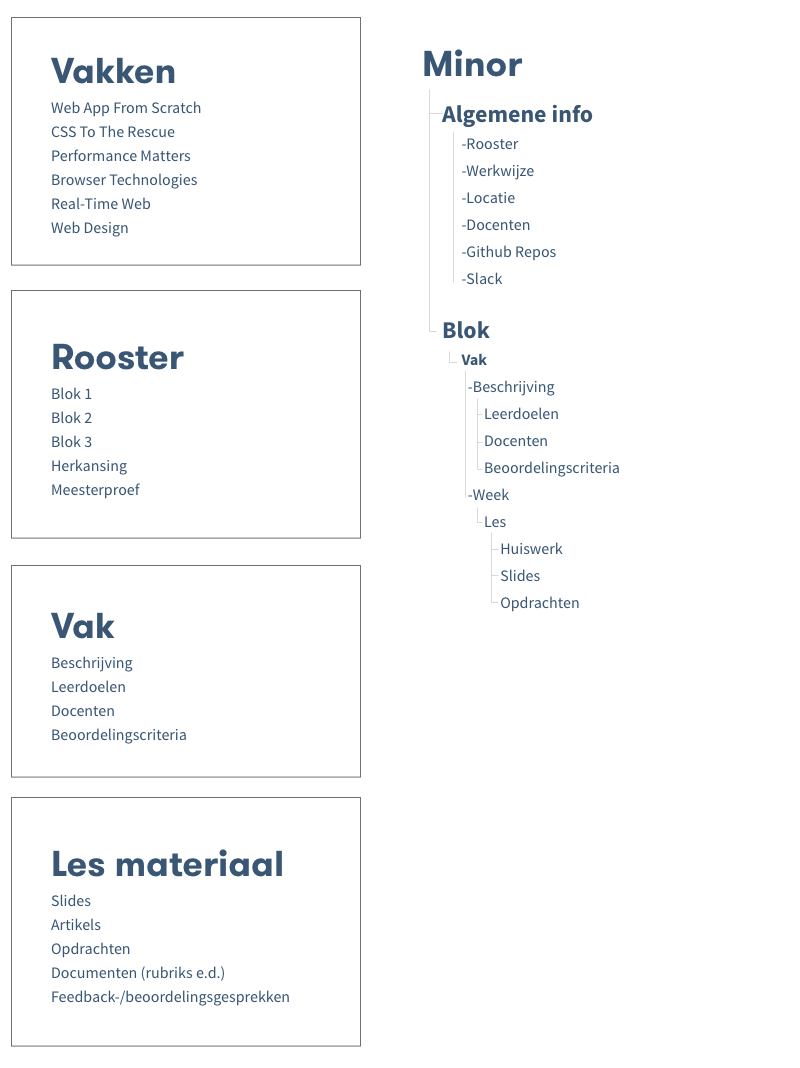 Vakken
Web App From Scratch
CSS To The Rescue
Performance Matters
Browser Technologies
Real-Time Web
Web Design
Rooster
Blok 1
Blok 2
Blok 3
Herkansing
Meesterproef
Vak
Beschrijving
Leerdoelen
Docenten
Beoordelingscriteria
Les materiaal
Slides
Artikels
Opdrachten
Documenten (rubriks e.d.)
Feedback-/beoordelingsgesprekken
Minor
Algemene info
-Rooster
-Werkwijze
-Locatie
-Docenten
-Github Repos
-Slack
Blok
Vak
-Beschrijving
Leerdoelen
Docenten
Beoordelingscriteria
-Week
Les
Huiswerk
Slides
Opdrachten